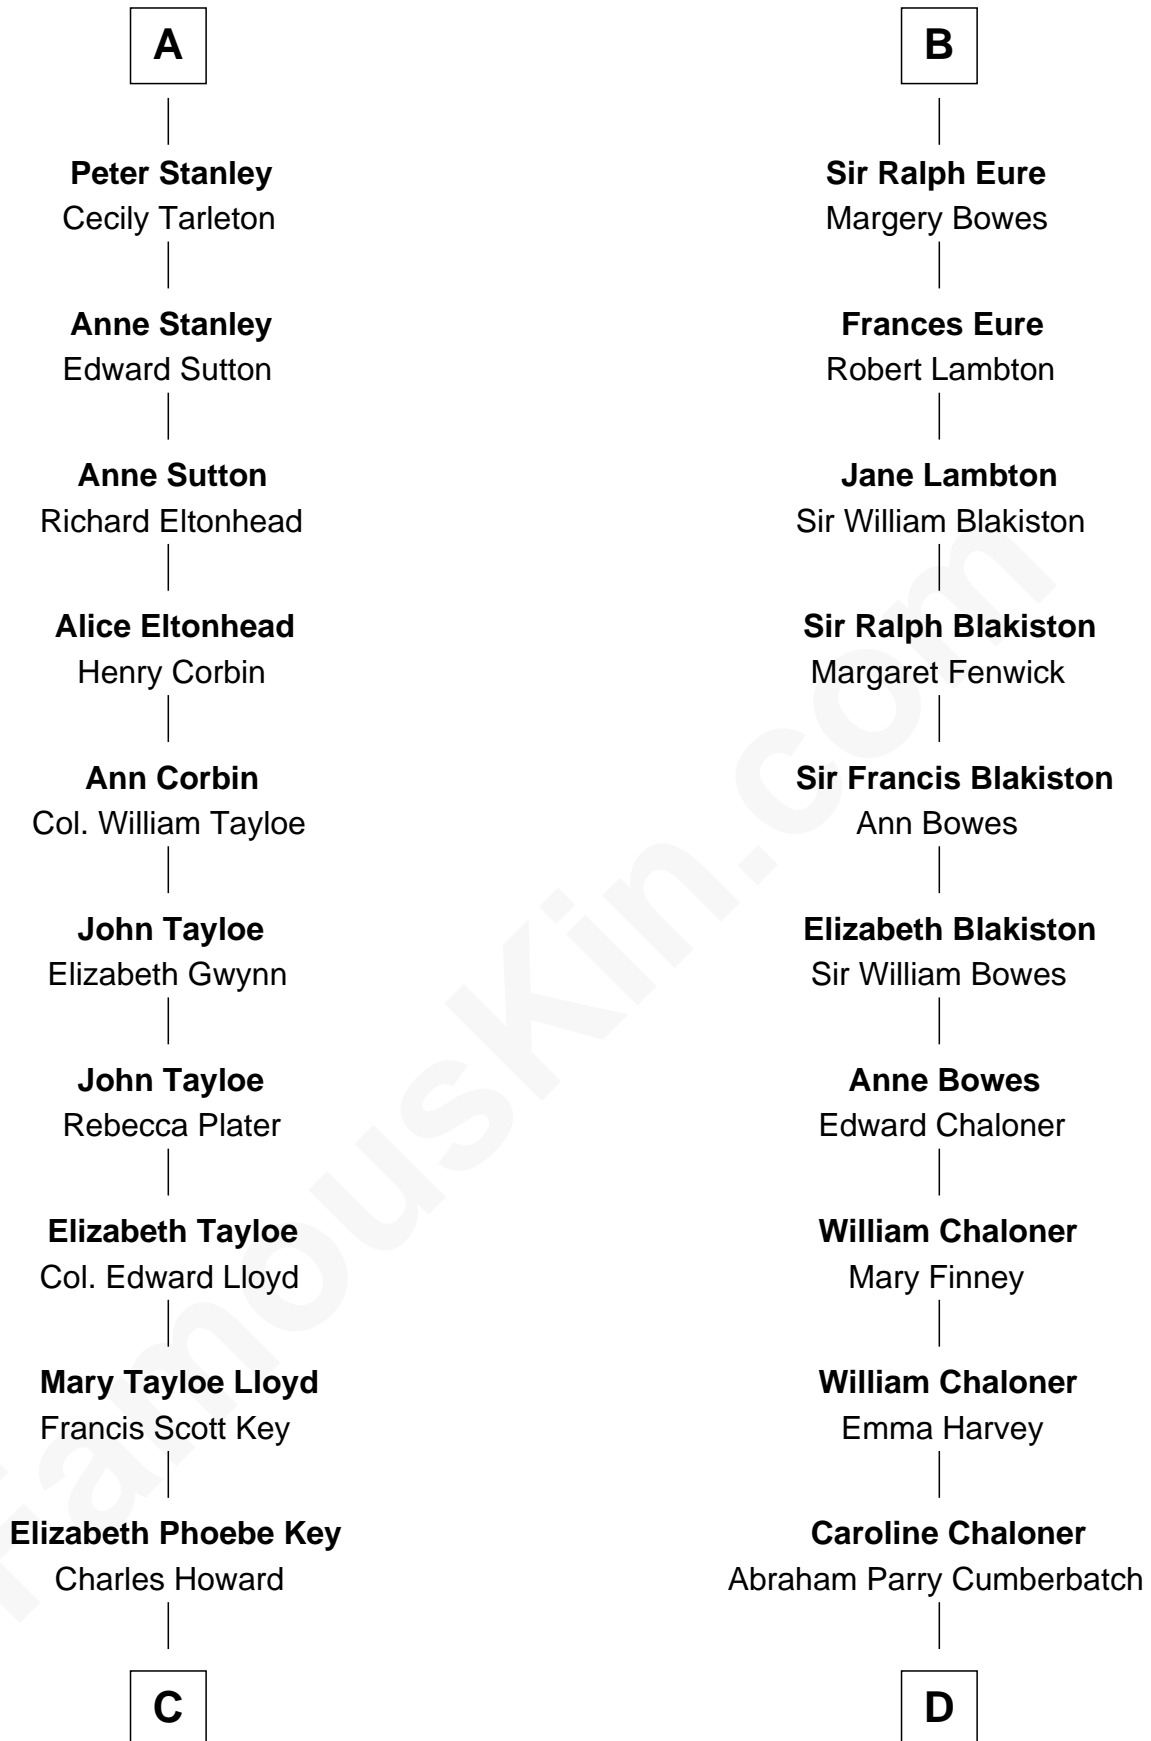 A
Peter Stanley
Cecily Tarleton
Anne Stanley
Edward Sutton
Anne Sutton
Richard Eltonhead
Alice Eltonhead
Henry Corbin
Ann Corbin
Col. William Tayloe
John Tayloe
Elizabeth Gwynn
John Tayloe
Rebecca Plater
Elizabeth Tayloe
Col. Edward Lloyd
Mary Tayloe Lloyd
Francis Scott Key
Elizabeth Phoebe Key
Charles Howard
C
B
Sir Ralph Eure
Margery Bowes
Frances Eure
Robert Lambton
Jane Lambton
Sir William Blakiston
Sir Ralph Blakiston
Margaret Fenwick
Sir Francis Blakiston
Ann Bowes
Elizabeth Blakiston
Sir William Bowes
Anne Bowes
Edward Chaloner
William Chaloner
Mary Finney
William Chaloner
Emma Harvey
Caroline Chaloner
Abraham Parry Cumberbatch
D
FamousKin.com